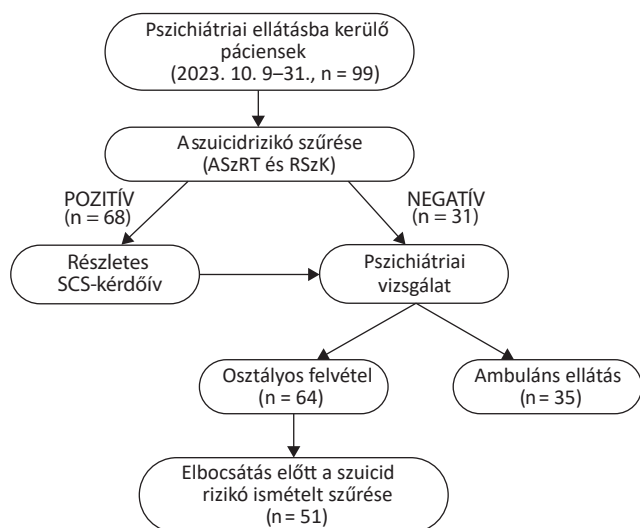 Pszichiátriai ellátásba kerülő
páciensek
(2023. 10. 9–31., n = 99)
A szuicidrizikó szűrése
(ASzRT és RSzK)
POZITÍV
(n = 68)
NEGATÍV
(n = 31)
Részletes
SCS-kérdőív
Pszichiátriai
vizsgálat
Osztályos felvétel
(n = 64)
Ambuláns ellátás
(n = 35)
Elbocsátás előtt a szuicid
rizikó ismételt szűrése
(n = 51)